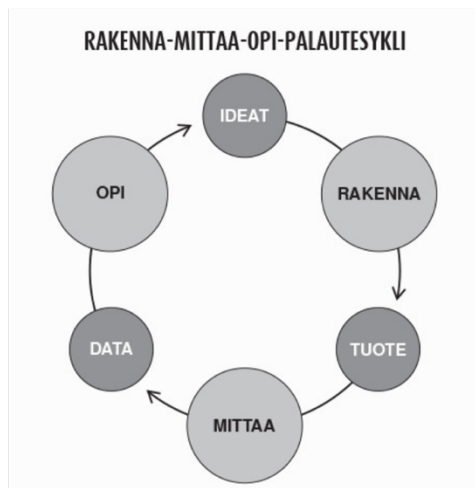 RAKENNA-MITTAA-OPI-PALAUTESYKLI
IDEAT
RAKENNA
TUOTE
MITTAA
DATA
OPI